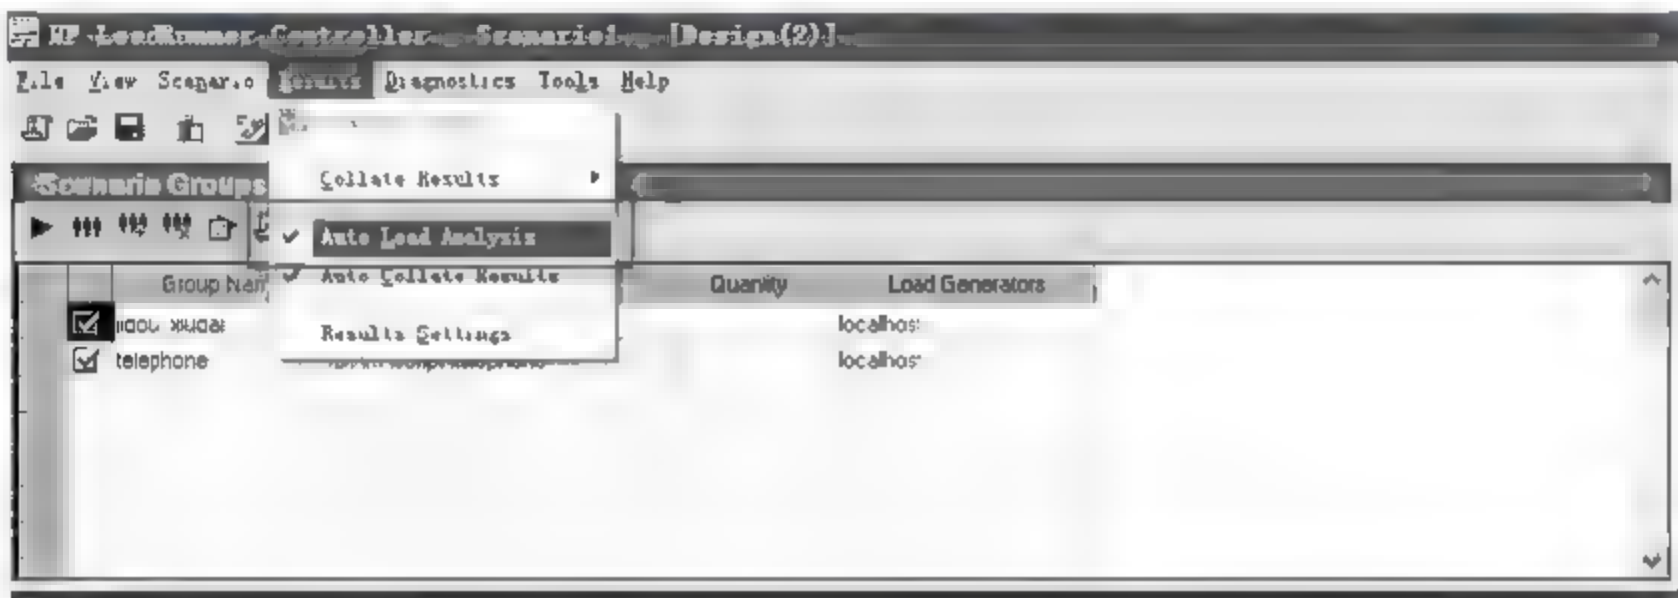 HP LoadRunner Controller - Scenario1 - [Design(2)]
File View Scenario Results Diagnostics Tools Help
Collate Results
Scenario Groups
Auto Load Analysis
Auto Collate Results
Group Nam Quantity Load Generators
localhost
Results Settings
telephone localhost